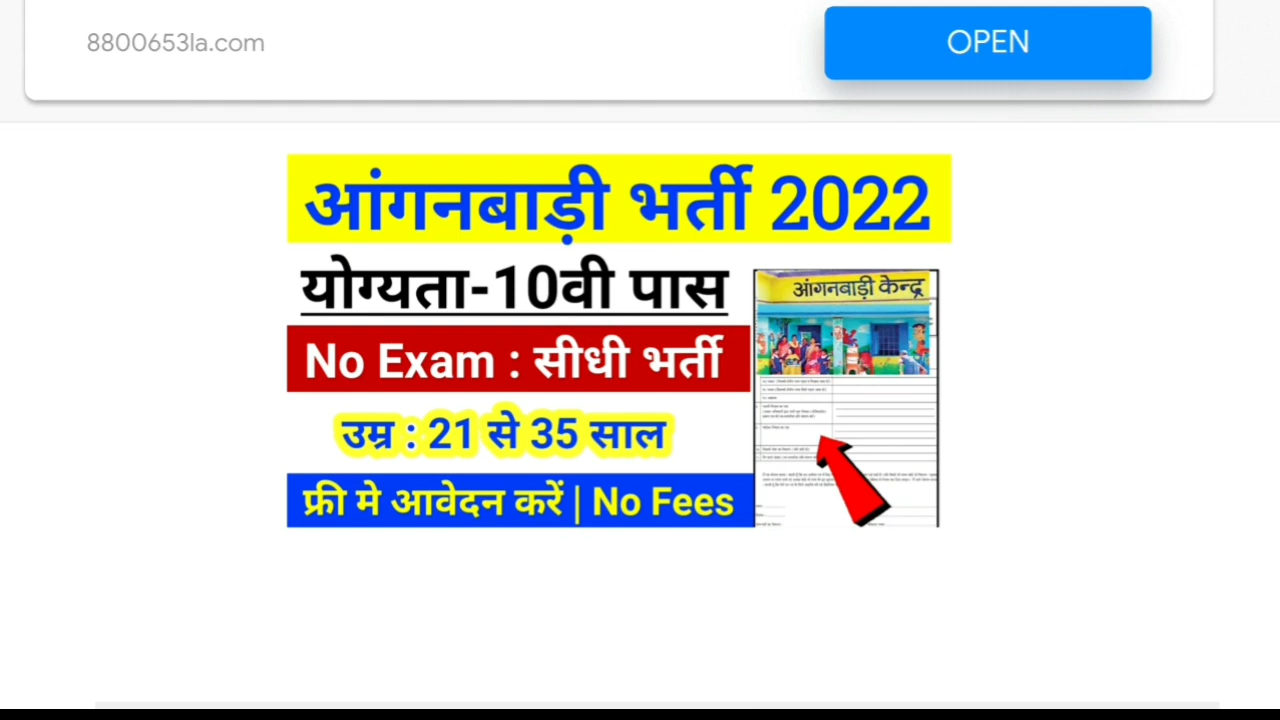 8800653la.com
OPEN
आंगनबाड़ी भर्ती 2022
योग्यता-10वी पास
No Exam : सीधी भर्ती
उम्र : 21 से 35 साल
फ्री मे आवेदन करें | No Fees
आंगनबाड़ी केन्द्र